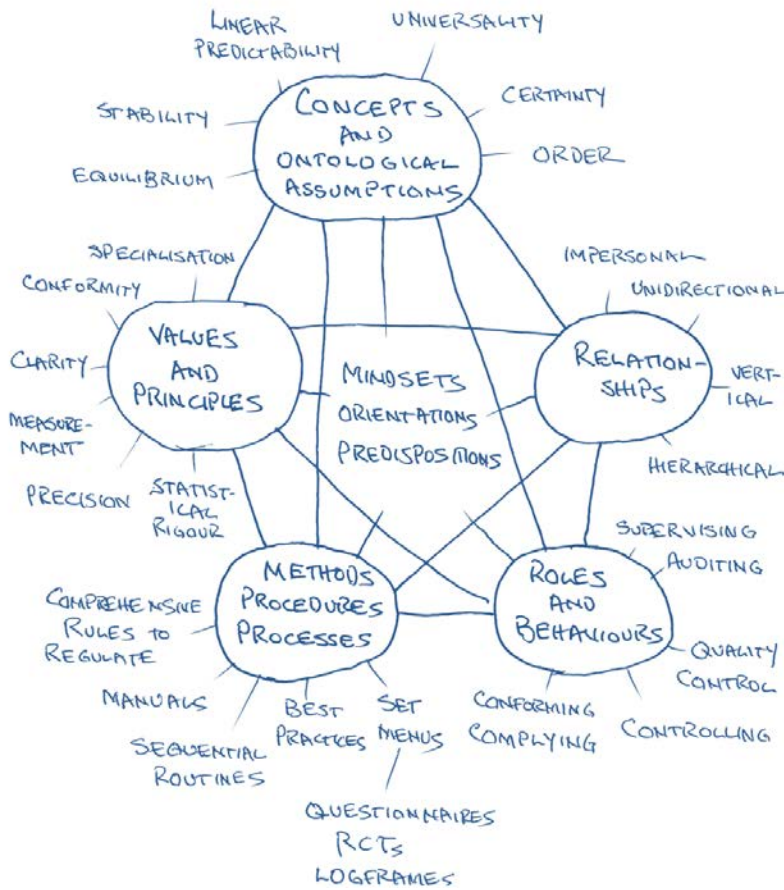 LINEAR
PREDICTABILITY
UNIVERSALITY
STABILITY
CERTAINTY
EQUILIBRIUM
ORDER
CONCEPTS
AND
ONTOLOGICAL
ASSUMPTIONS
SPECIALISATION
CONFORMITY
CLARITY
MEASURE-
MENT
PRECISION
STATIST-
ICAL
RIGOUR
VALUES
AND
PRINCIPLES
MINDSETS
ORIENTATIONS
PREDISPOSITIONS
IMPERSONAL
UNIDIRECTIONAL
VERT-
ICAL
HIERARCHICAL
RELATION-
SHIPS
METHODS
PROCEDURES
PROCESSES
COMPREHENSIVE
RULES TO
REGULATE
MANUALS
SEQUENTIAL
ROUTINES
BEST
PRACTICES
SET
MENUS
QUESTIONNAIRES
RCTs
LOGFRAMES
ROLES
AND
BEHAVIOURS
SUPERVISING
AUDITING
QUALITY
CONTROL
CONTROLLING
CONFORMING
COMPLYING